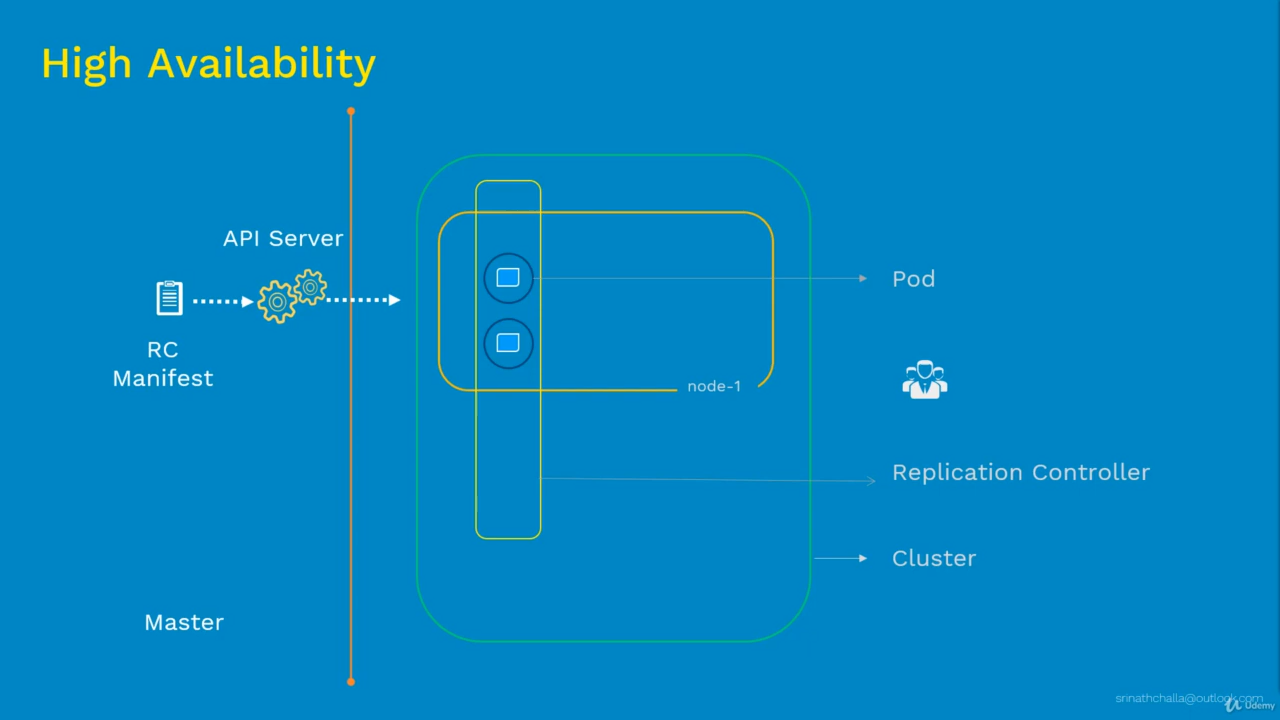 High Availability
API Server
RC
Manifest
Master
node-1
Pod
Replication Controller
Cluster
srinathchalla@outlook.com
Udemy